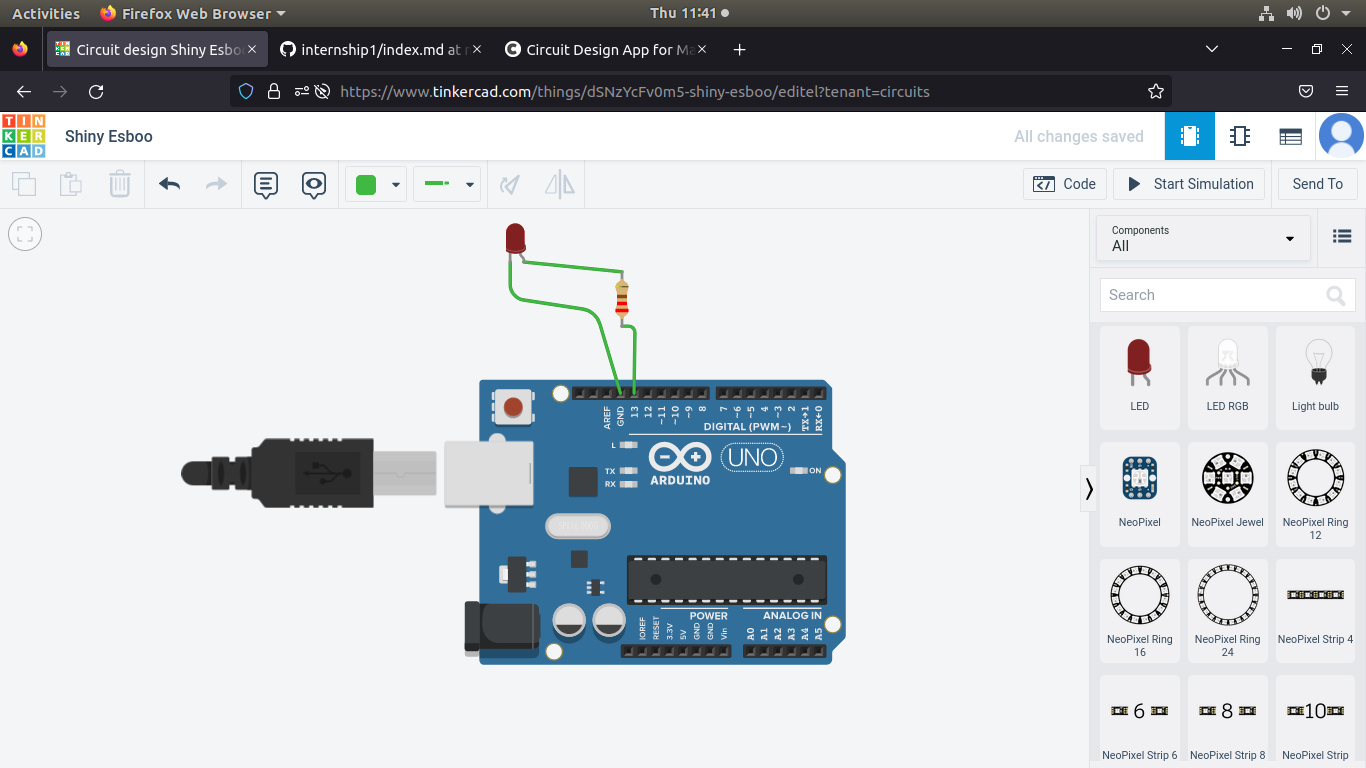 Activities Firefox Web Browser Thu 11:41
Circuit design Shiny Esboo internship1/index.md at Circuit Design App for Ma
https://www.tinkercad.com/things/dSNzYcFv0m5-shiny-esboo/editel?tenant=circuits
TIN
KER
CAD
Shiny Esboo
All changes saved
Code
Start Simulation
Send To
Components
All
Search
LED
LED RGB
Light bulb
NeoPixel
NeoPixel Jewel
NeoPixel Ring
12
NeoPixel Ring
16
NeoPixel Ring
24
NeoPixel Strip 4
6
8
10
NeoPixel Strip 6
NeoPixel Strip 8
NeoPixel Strip
AREF
GND
13
12
~11
~10
~9
8
7
~6
~5
4
~3
2
TX→1
RX←0
DIGITAL (PWM~)
L
TX
RX
UNO
ARDUINO
ON
POWER
ANALOG IN
IOREF
RESET
3.3V
5V
GND
GND
Vin
A0
A1
A2
A3
A4
A5